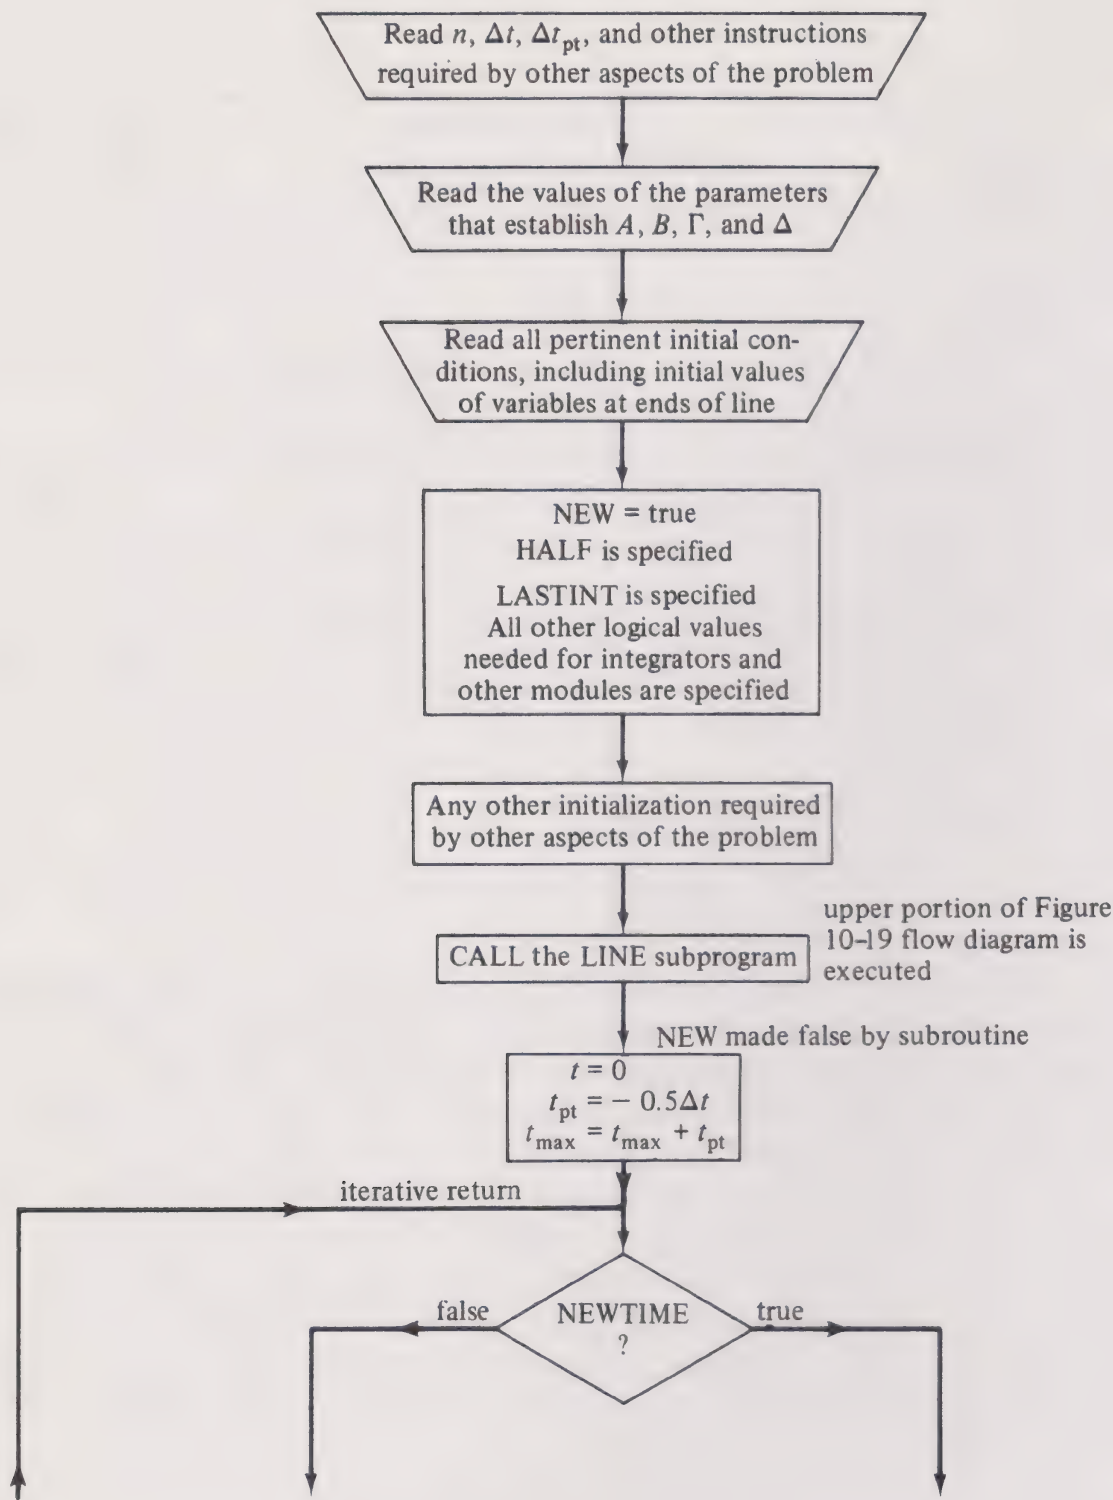 Read n, Δt, Δt_pt, and other instructions
required by other aspects of the problem
Read the values of the parameters
that establish A, B, Γ, and Δ
Read all pertinent initial con-
ditions, including initial values
of variables at ends of line
NEW = true
HALF is specified
LASTINT is specified
All other logical values
needed for integrators and
other modules are specified
Any other initialization required
by other aspects of the problem
upper portion of Figure
10-19 flow diagram is
executed
CALL the LINE subprogram
NEW made false by subroutine
t = 0
t_pt = − 0.5Δt
t_max = t_max + t_pt
iterative return
false
NEWTIME
?
true